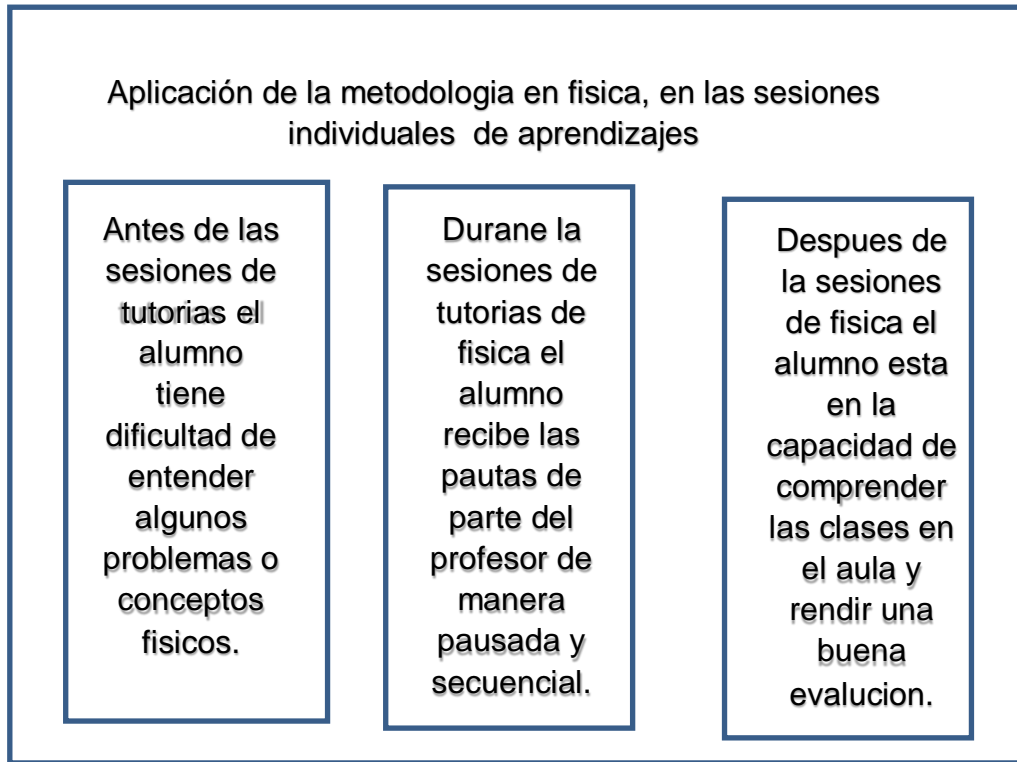 Aplicación de la metodologia en fisica, en las sesiones
individuales de aprendizajes
Antes de las
sesiones de
tutorias el
alumno
tiene
dificultad de
entender
algunos
problemas o
conceptos
fisicos.
Durane la
sesiones de
tutorias de
fisica el
alumno
recibe las
pautas de
parte del
profesor de
manera
pausada y
secuencial.
Despues de
la sesiones
de fisica el
alumno esta
en la
capacidad de
comprender
las clases en
el aula y
rendir una
buena
evalucion.